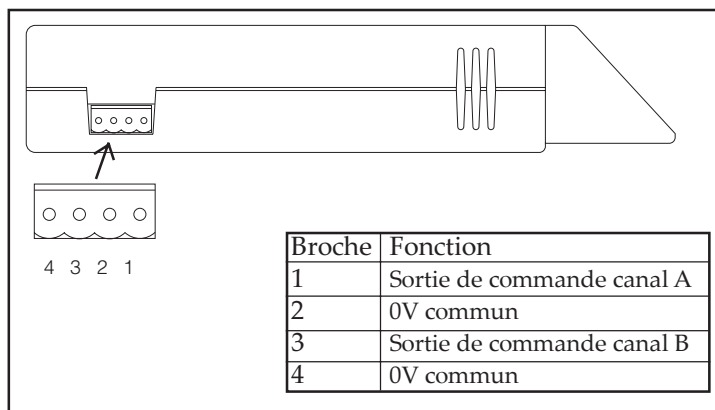 4 3 2 1
Broche Fonction
1 Sortie de commande canal A
2 0V commun
3 Sortie de commande canal B
4 0V commun